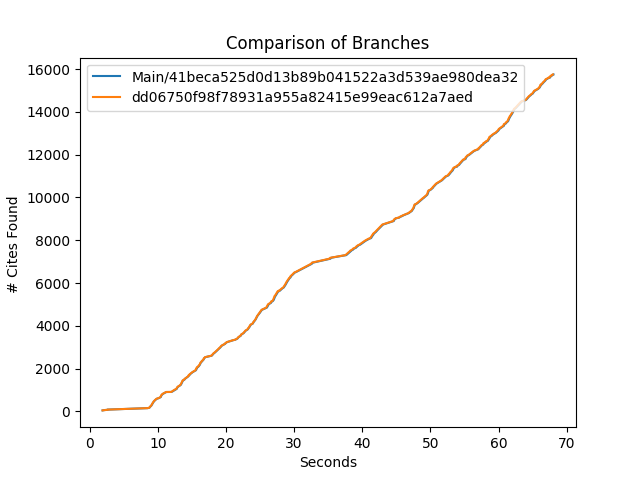 Comparison of Branches
Main/41beca525d0d13b89b041522a3d539ae980dea32
dd06750f98f78931a955a82415e99eac612a7aed
16000
14000
12000
10000
8000
6000
4000
2000
0
# Cites Found
0 10 20 30 40 50 60 70
Seconds